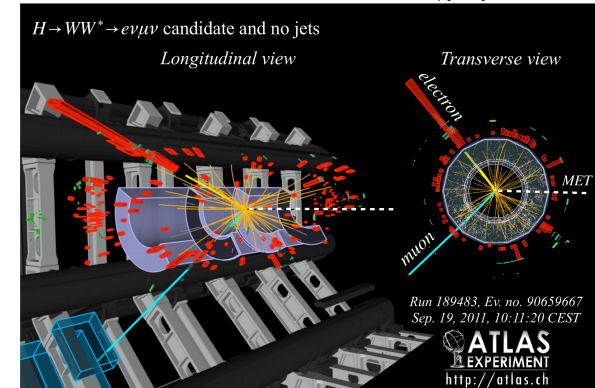 H → WW* → eνμν candidate and no jets
Longitudinal view
Transverse view
electron
MET
muon
Run 189483, Ev. no. 90659667
Sep. 19, 2011, 10:11:20 CEST
ATLAS
EXPERIMENT
http://atlas.ch